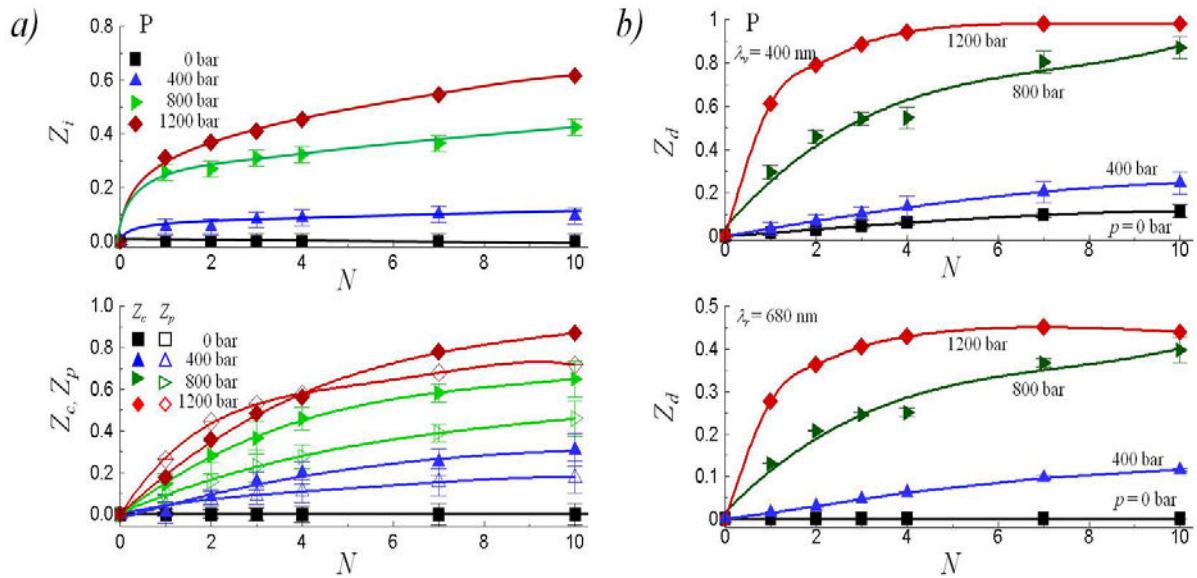 a)
P
0 bar
400 bar
800 bar
1200 bar
0.8
0.6
0.4
0.2
0.0
Z_i
0 2 4 6 8 10
N
Z_c Z_p
0 bar
400 bar
800 bar
1200 bar
1.0
0.8
0.6
0.4
0.2
0.0
Z_c, Z_p
0 2 4 6 8 10
N
b)
P
λ_r = 400 nm
1200 bar
800 bar
400 bar
p = 0 bar
1
0.8
0.6
0.4
0.2
0
Z_d
0 2 4 6 8 10
N
λ_r = 680 nm
1200 bar
800 bar
400 bar
p = 0 bar
0.5
0.4
0.3
0.2
0.1
0
Z_d
0 2 4 6 8 10
N